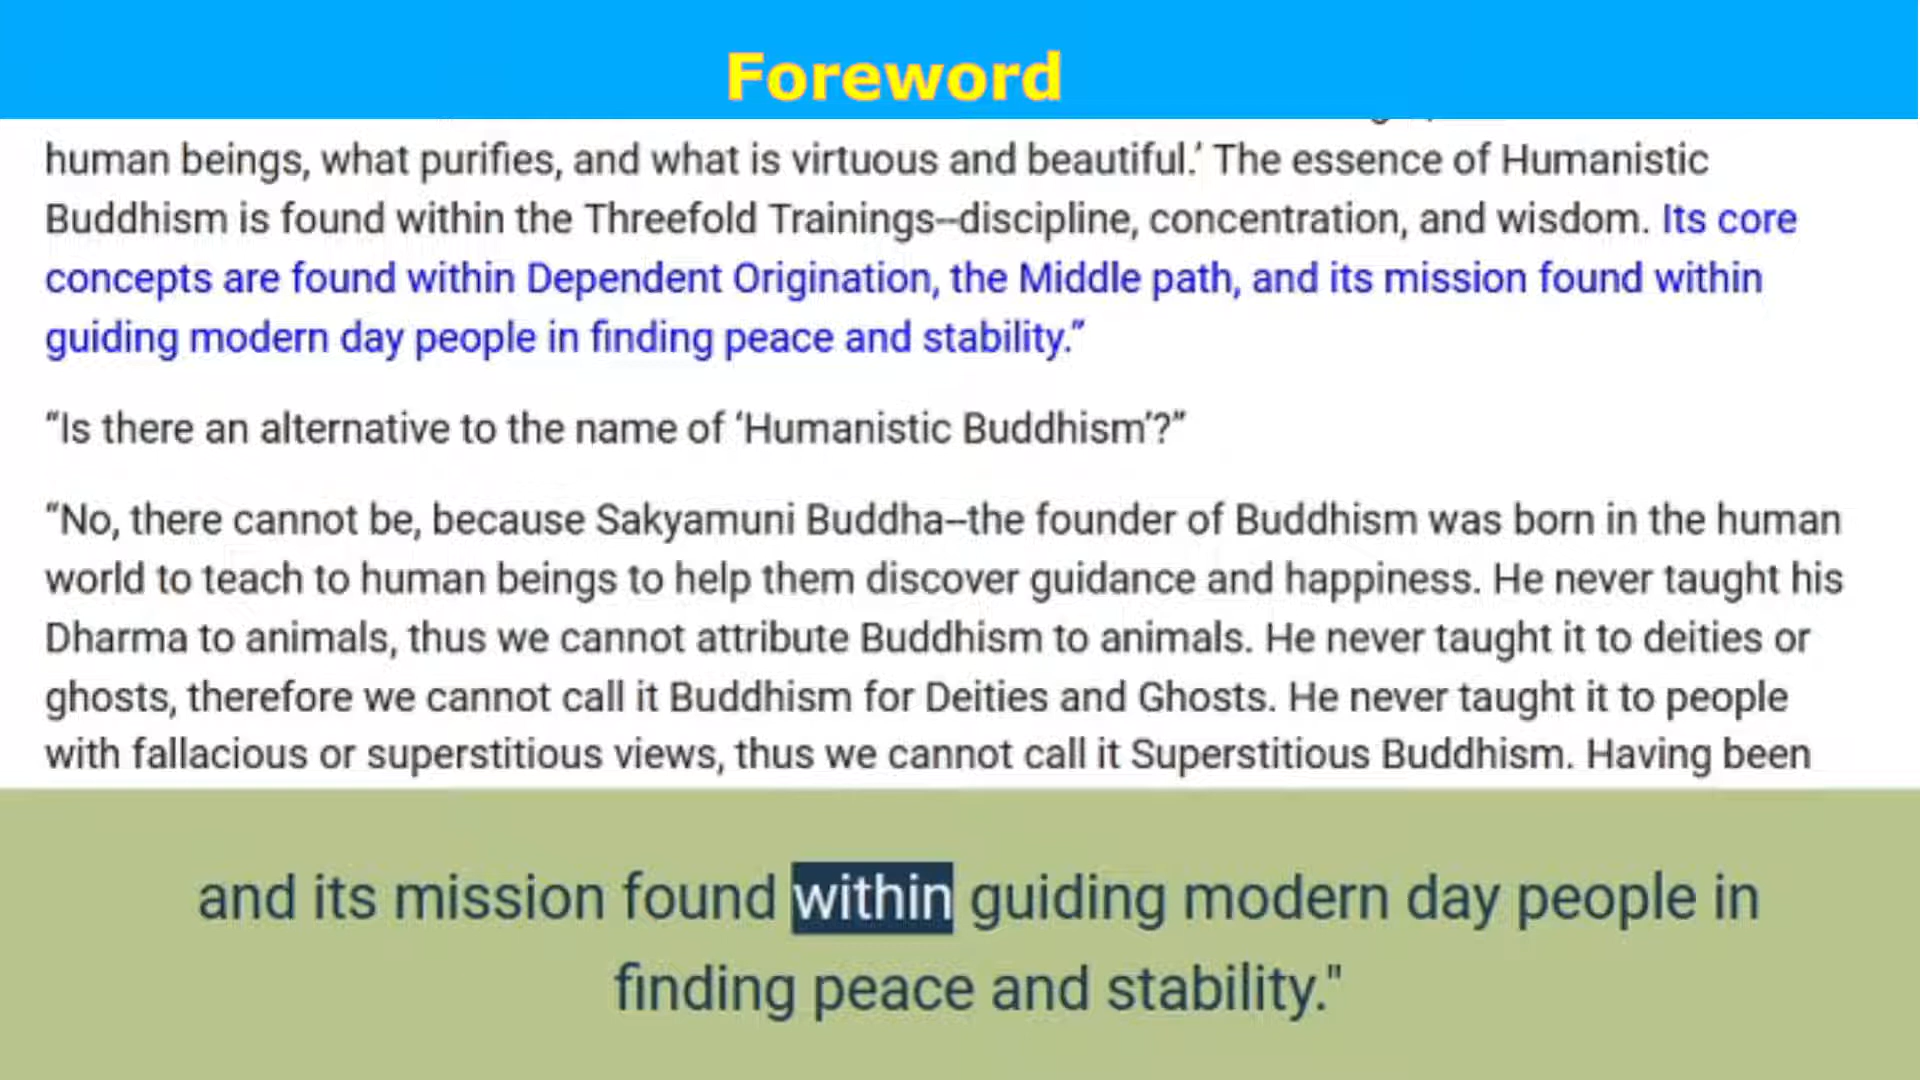 Foreword
human beings, what purifies, and what is virtuous and beautiful.’ The essence of Humanistic
Buddhism is found within the Threefold Trainings--discipline, concentration, and wisdom. Its core
concepts are found within Dependent Origination, the Middle path, and its mission found within
guiding modern day people in finding peace and stability.”
“Is there an alternative to the name of ‘Humanistic Buddhism’?”
“No, there cannot be, because Sakyamuni Buddha--the founder of Buddhism was born in the human
world to teach to human beings to help them discover guidance and happiness. He never taught his
Dharma to animals, thus we cannot attribute Buddhism to animals. He never taught it to deities or
ghosts, therefore we cannot call it Buddhism for Deities and Ghosts. He never taught it to people
with fallacious or superstitious views, thus we cannot call it Superstitious Buddhism. Having been
and its mission found within guiding modern day people in
finding peace and stability."